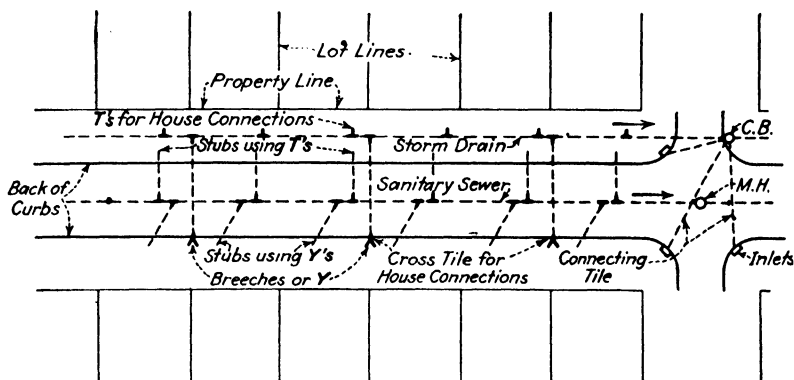 Lot Lines
Property Line
T's for House Connections
C.B.
Stubs using T's
Storm Drain
Back of
Curbs
Sanitary Sewer
M.H.
Stubs using Y's
Breeches or Y
Cross Tile for
House Connections
Connecting
Tile
Inlets